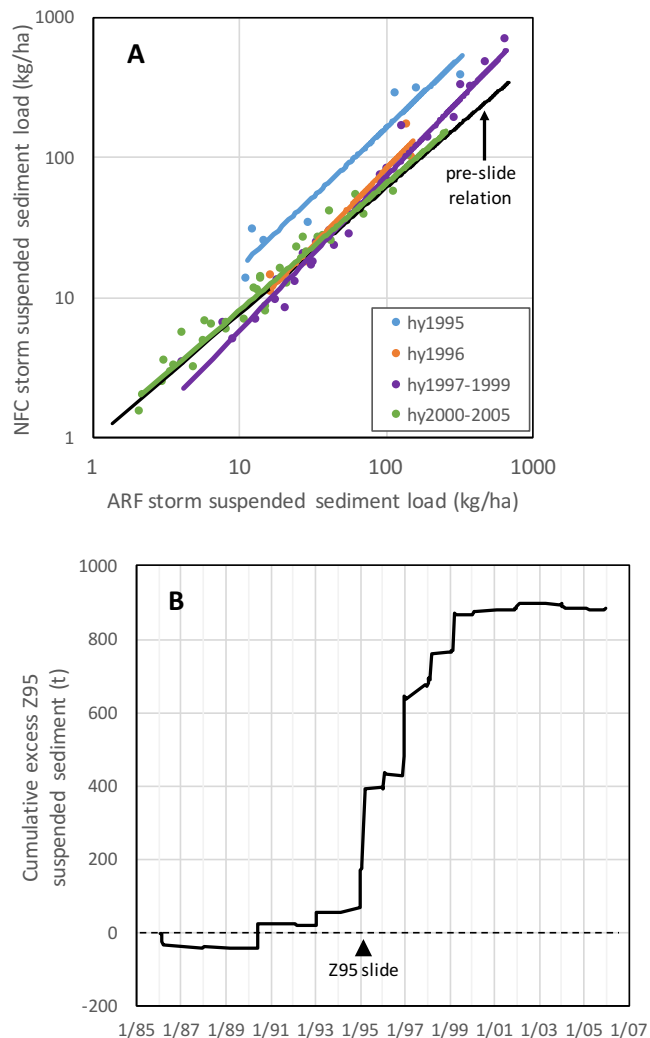 A
NFC storm suspended sediment load (kg/ha)
1000
100
10
1
pre-slide
relation
hy1995
hy1996
hy1997-1999
hy2000-2005
1 10 100 1000
ARF storm suspended sediment load (kg/ha)
B
Cumulative excess Z95
suspended sediment (t)
1000
800
600
400
200
0
-200
Z95 slide
1/85 1/87 1/89 1/91 1/93 1/95 1/97 1/99 1/01 1/03 1/05 1/07